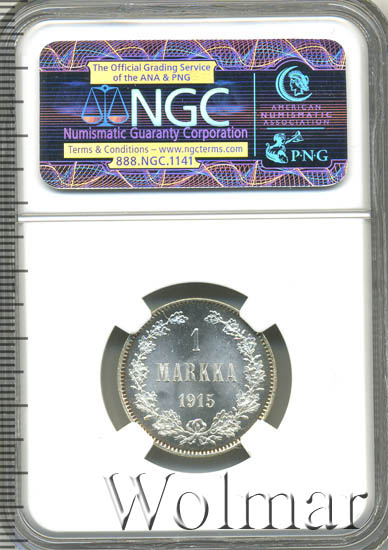 The Official Grading Service
of the ANA & PNG
NGC
Numismatic Guaranty Corporation
Terms & Conditions – www.ngcterms.com
888.NGC.1141
AMERICAN
NUMISMATIC
ASSOCIATION
PNG
1
MARKKA
1915
Wolmar